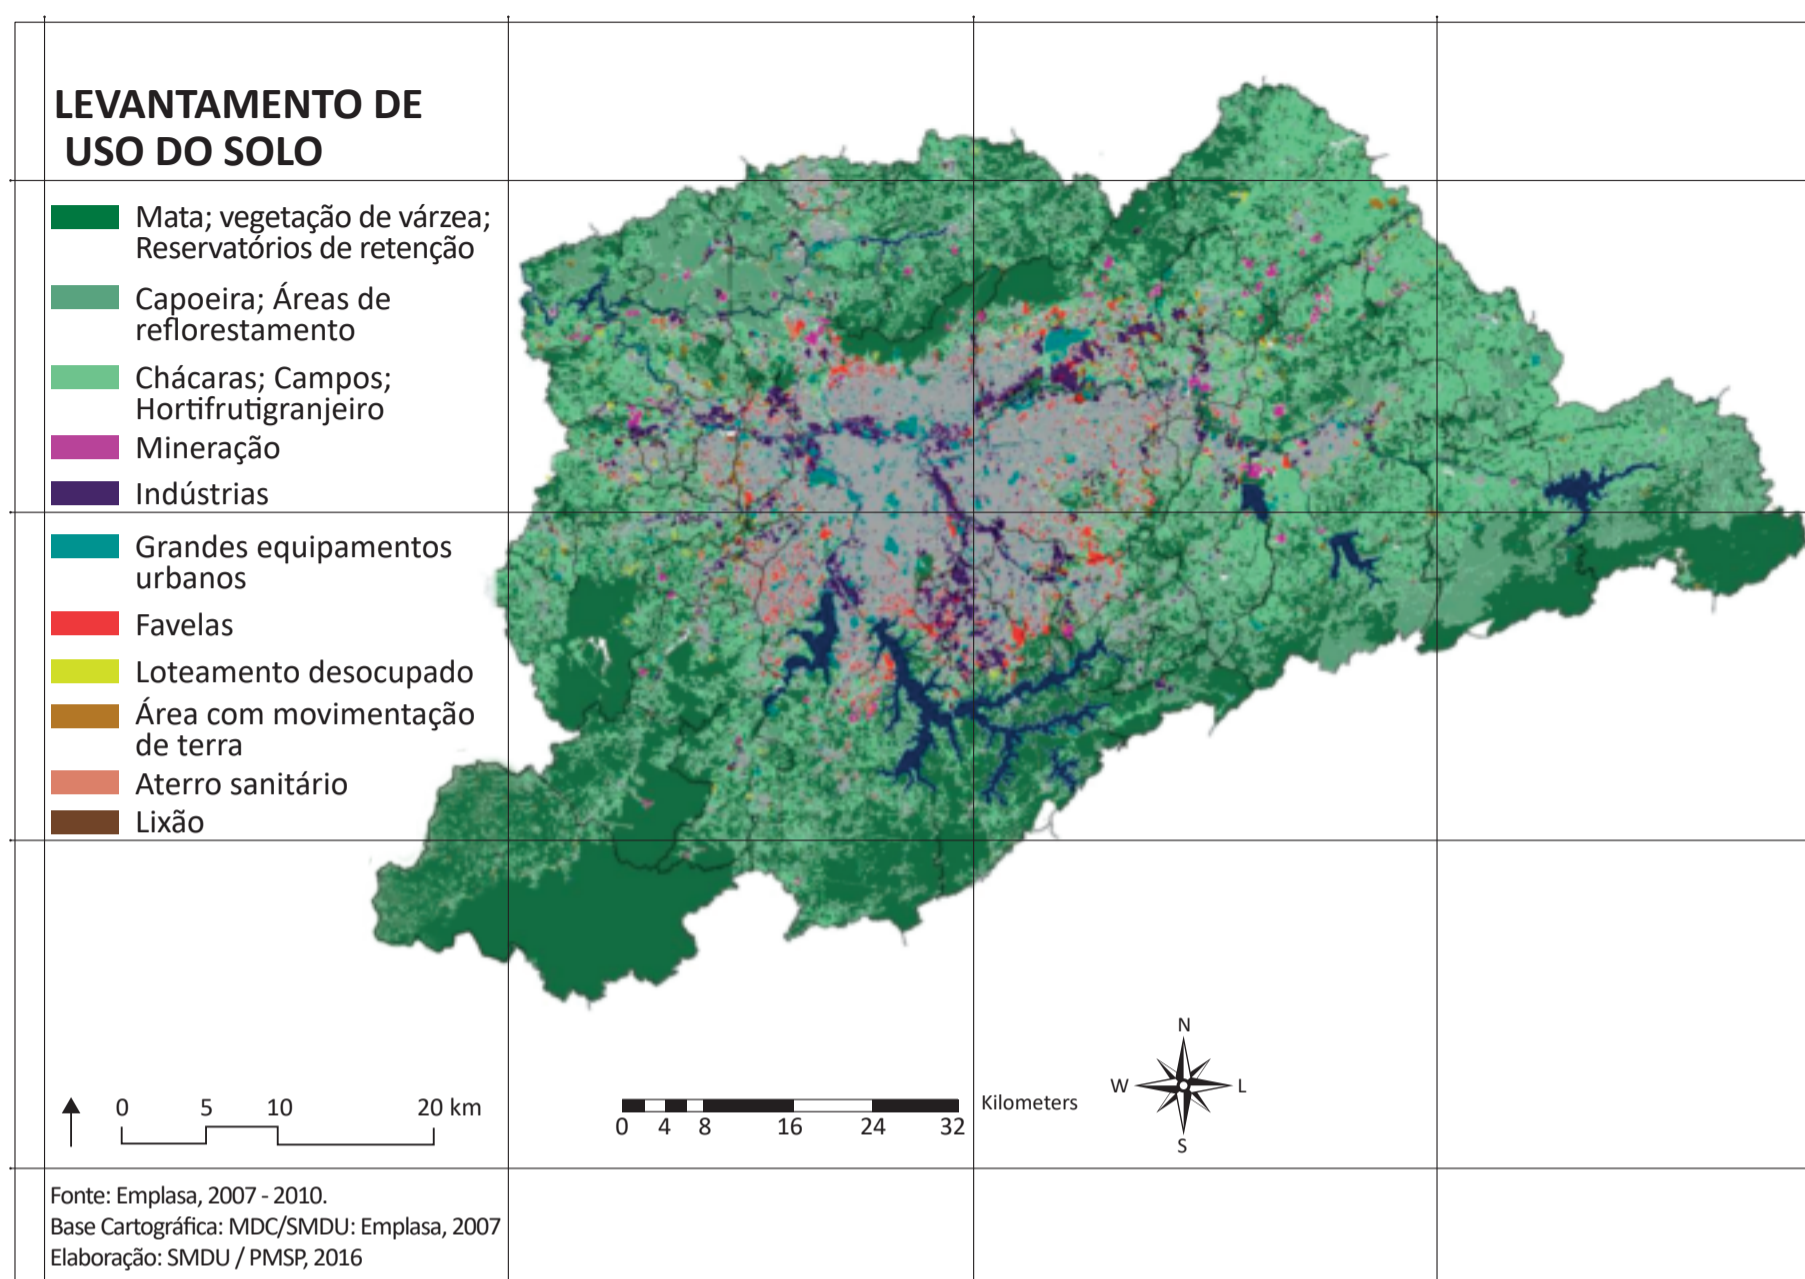 LEVANTAMENTO DE
USO DO SOLO
Mata; vegetação de várzea;
Reservatórios de retenção
Capoeira; Áreas de
reflorestamento
Chácaras; Campos;
Hortifrutigranjeiro
Mineração
Indústrias
Grandes equipamentos
urbanos
Favelas
Loteamento desocupado
Área com movimentação
de terra
Aterro sanitário
Lixão
0 5 10 20 km
0 4 8 16 24 32 Kilometers
N
W L
S
Fonte: Emplasa, 2007 - 2010.
Base Cartográfica: MDC/SMDU: Emplasa, 2007
Elaboração: SMDU / PMSP, 2016